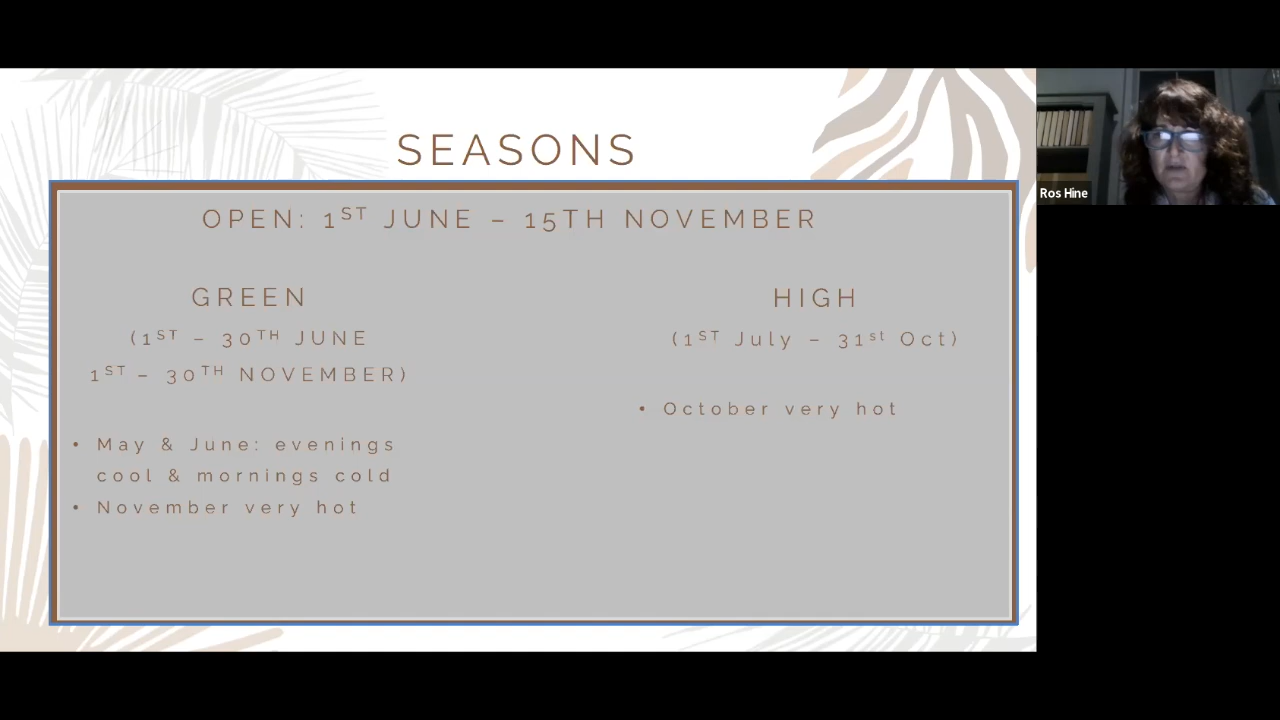 SEASONS
OPEN: 1ST JUNE – 15TH NOVEMBER
GREEN
(1ST – 30TH JUNE
1ST – 30TH NOVEMBER)
• May & June: evenings
cool & mornings cold
• November very hot
HIGH
(1ST July – 31st Oct)
• October very hot
Ros Hine